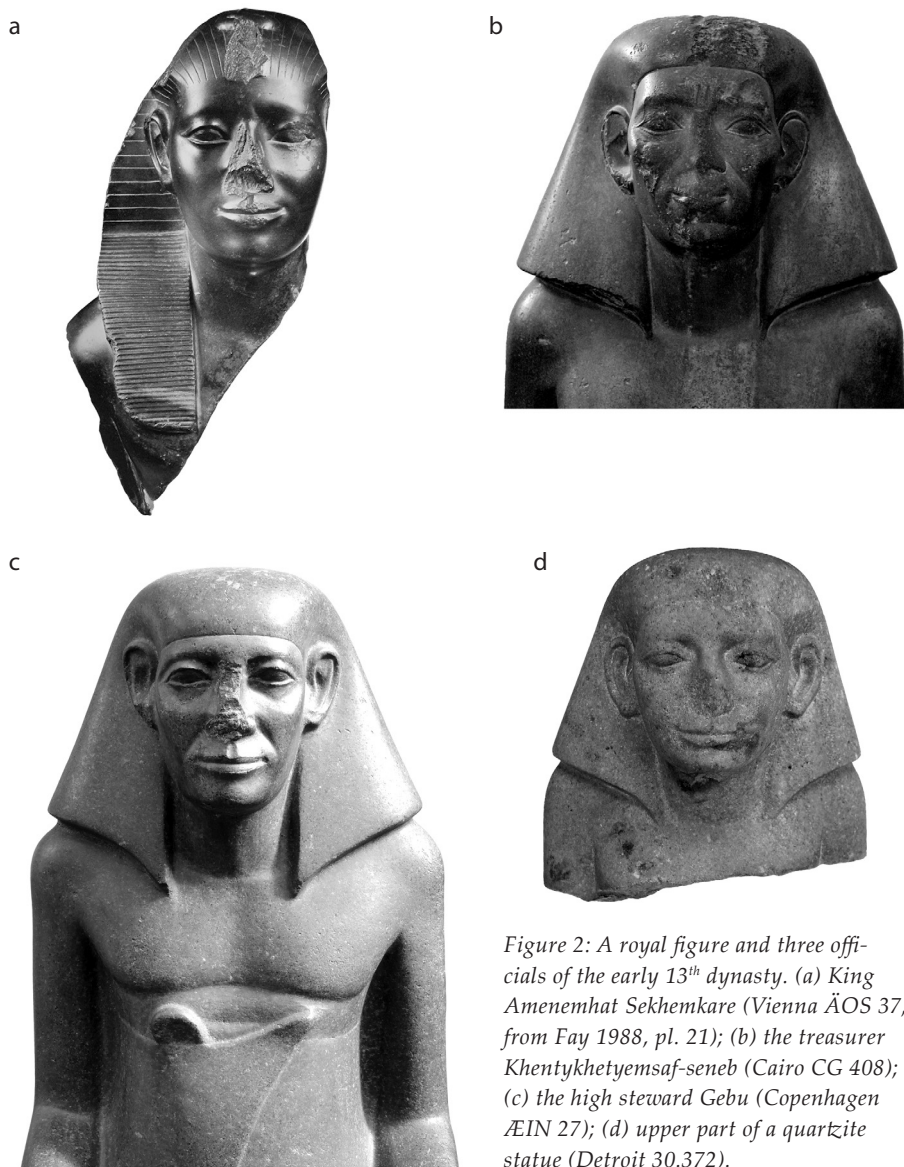 a
b
c
d
Figure 2: A royal figure and three offi-
cials of the early 13th dynasty. (a) King
Amenemhat Sekhemkare (Vienna ÄOS 37,
from Fay 1988, pl. 21); (b) the treasurer
Khentykhetyemsaf-seneb (Cairo CG 408);
(c) the high steward Gebu (Copenhagen
ÆIN 27); (d) upper part of a quartzite
statue (Detroit 30.372).